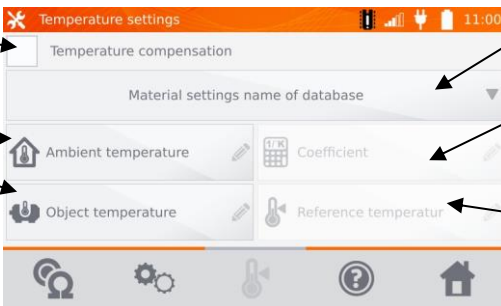 Temperature settings 11:00
Temperature compensation
Material settings name of database
Ambient temperature
1/K Coefficient
Object temperature
Reference temperatur
Ω
?